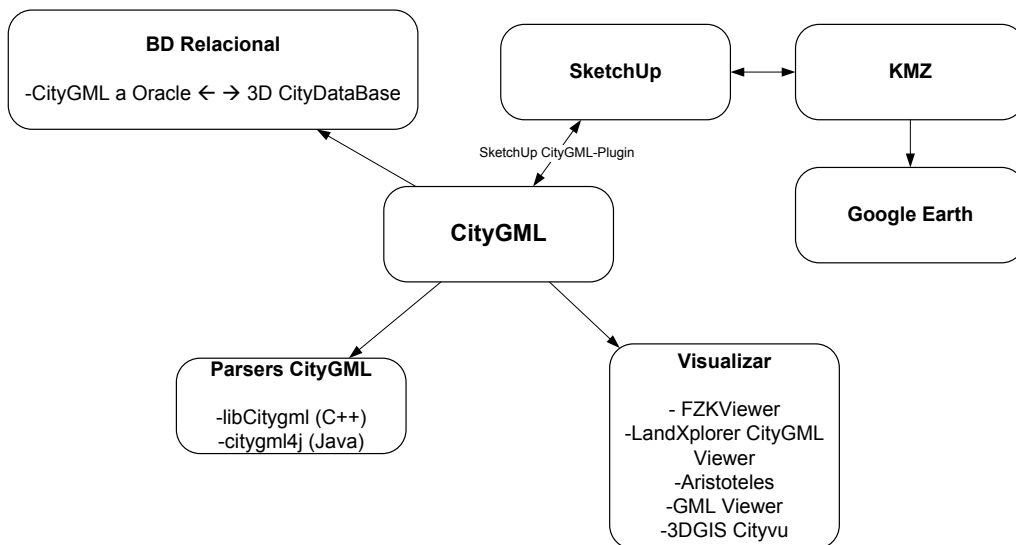 BD Relacional
-CityGML a Oracle ← → 3D CityDataBase
SketchUp
KMZ
SketchUp CityGML-Plugin
Google Earth
CityGML
Parsers CityGML
-libCitygml (C++)
-citygml4j (Java)
Visualizar
- FZKViewer
-LandXplorer CityGML
Viewer
-Aristoteles
-GML Viewer
-3DGIS Cityvu